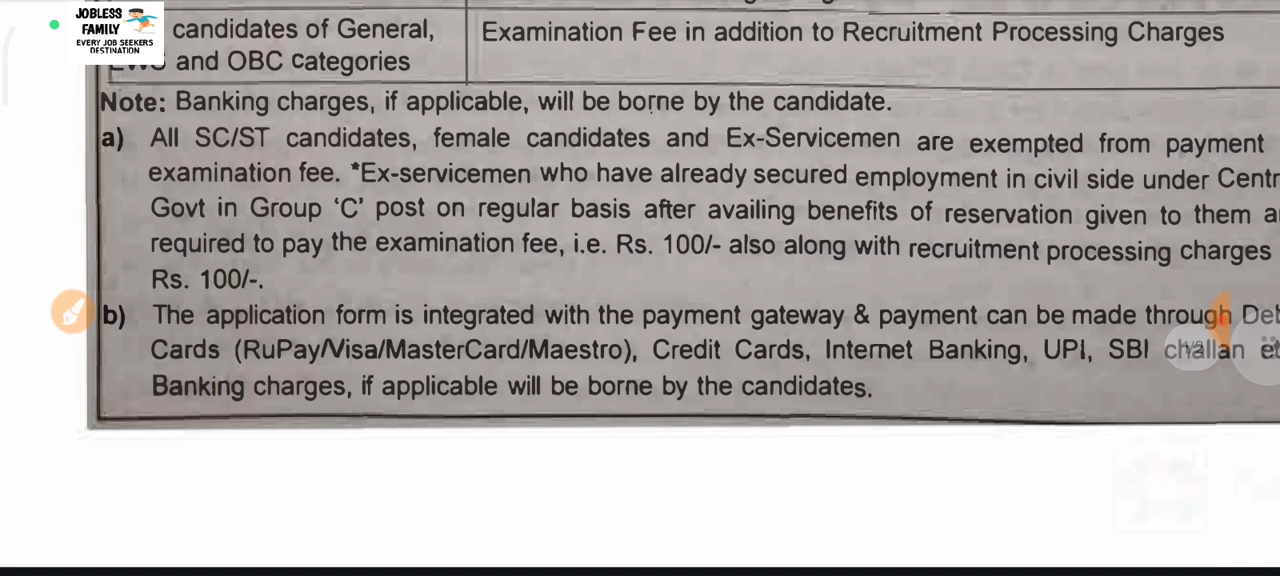 JOBLESS
FAMILY
EVERY JOB SEEKERS
DESTINATION
candidates of General,
and OBC categories
Examination Fee in addition to Recruitment Processing Charges
Note: Banking charges, if applicable, will be borne by the candidate.
a) All SC/ST candidates, female candidates and Ex-Servicemen are exempted from payment
examination fee. *Ex-servicemen who have already secured employment in civil side under Centr
Govt in Group ‘C’ post on regular basis after availing benefits of reservation given to them a
required to pay the examination fee, i.e. Rs. 100/- also along with recruitment processing charges
Rs. 100/-.
b) The application form is integrated with the payment gateway & payment can be made through Deb
Cards (RuPay/Visa/MasterCard/Maestro), Credit Cards, Internet Banking, UPI, SBI challan et
Banking charges, if applicable will be borne by the candidates.